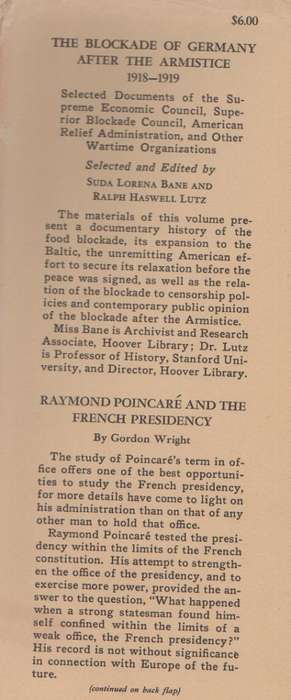 $6.00
THE BLOCKADE OF GERMANY
AFTER THE ARMISTICE
1918—1919
Selected Documents of the Su-
preme Economic Council, Supe-
rior Blockade Council, American
Relief Administration, and Other
Wartime Organizations
Selected and Edited by
SUDA LORENA BANE AND
RALPH HASWELL LUTZ
The materials of this volume pre-
sent a documentary history of the
food blockade, its expansion to the
Baltic, the unremitting American ef-
fort to secure its relaxation before the
peace was signed, as well as the rela-
tion of the blockade to censorship pol-
icies and contemporary public opinion
of the blockade after the Armistice.
Miss Bane is Archivist and Research
Associate, Hoover Library; Dr. Lutz
is Professor of History, Stanford Uni-
versity, and Director, Hoover Library.
RAYMOND POINCARÉ AND THE
FRENCH PRESIDENCY
By Gordon Wright
The study of Poincaré's term in of-
fice offers one of the best opportuni-
ties to study the French presidency,
for more details have come to light on
his administration than on that of any
other man to hold that office.
Raymond Poincaré tested the presi-
dency within the limits of the French
constitution. His attempt to strength-
en the office of the presidency, and to
exercise more power, provided the an-
swer to the question, "What happened
when a strong statesman found him-
self confined within the limits of a
weak office, the French presidency?"
His record is not without significance
in connection with Europe of the fu-
ture.
(continued on back flap)